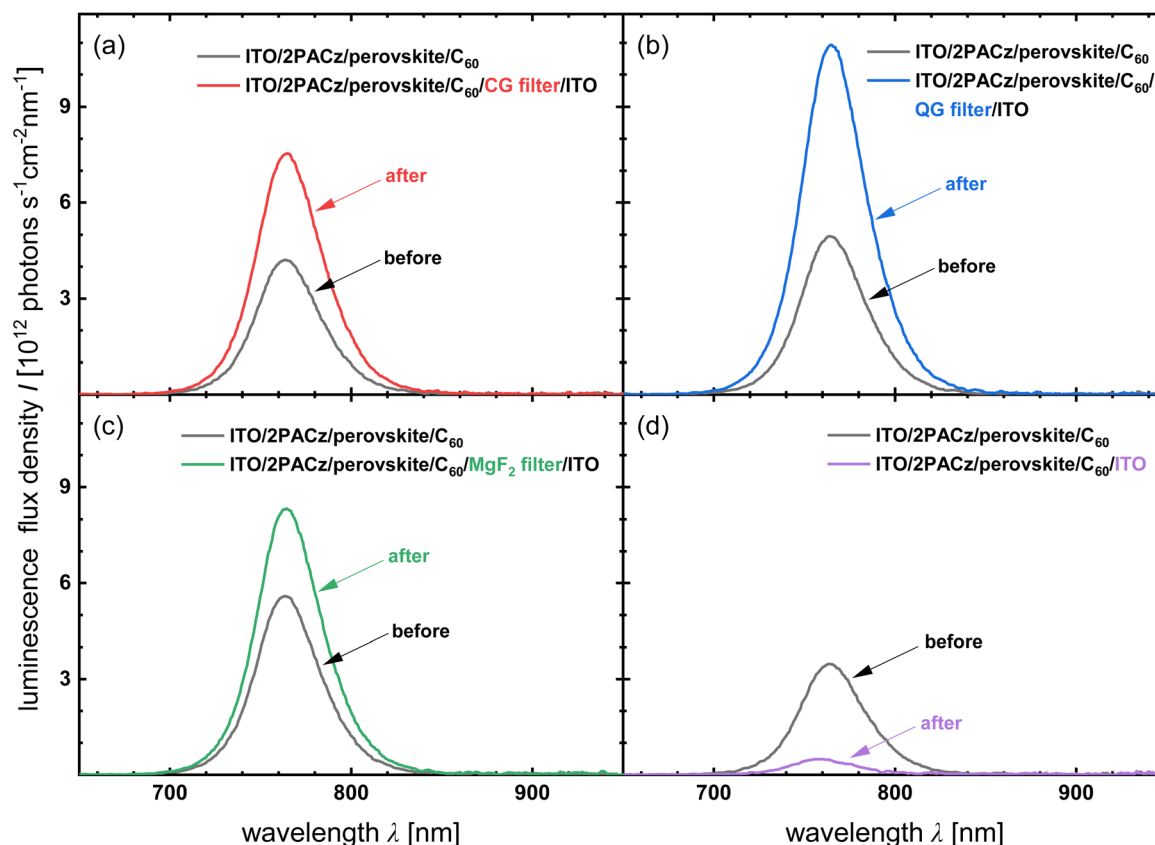 luminescence flux density I [10¹² photons s⁻¹cm⁻²nm⁻¹]
(a)
ITO/2PACz/perovskite/C₆₀
ITO/2PACz/perovskite/C₆₀/CG filter/ITO
9
6
3
after
before
(b)
ITO/2PACz/perovskite/C₆₀
ITO/2PACz/perovskite/C₆₀/
QG filter/ITO
after
before
(c)
ITO/2PACz/perovskite/C₆₀
ITO/2PACz/perovskite/C₆₀/MgF₂ filter/ITO
9
6
3
after
before
700
800
900
wavelength λ [nm]
(d)
ITO/2PACz/perovskite/C₆₀
ITO/2PACz/perovskite/C₆₀/ITO
before
after
700
800
900
wavelength λ [nm]